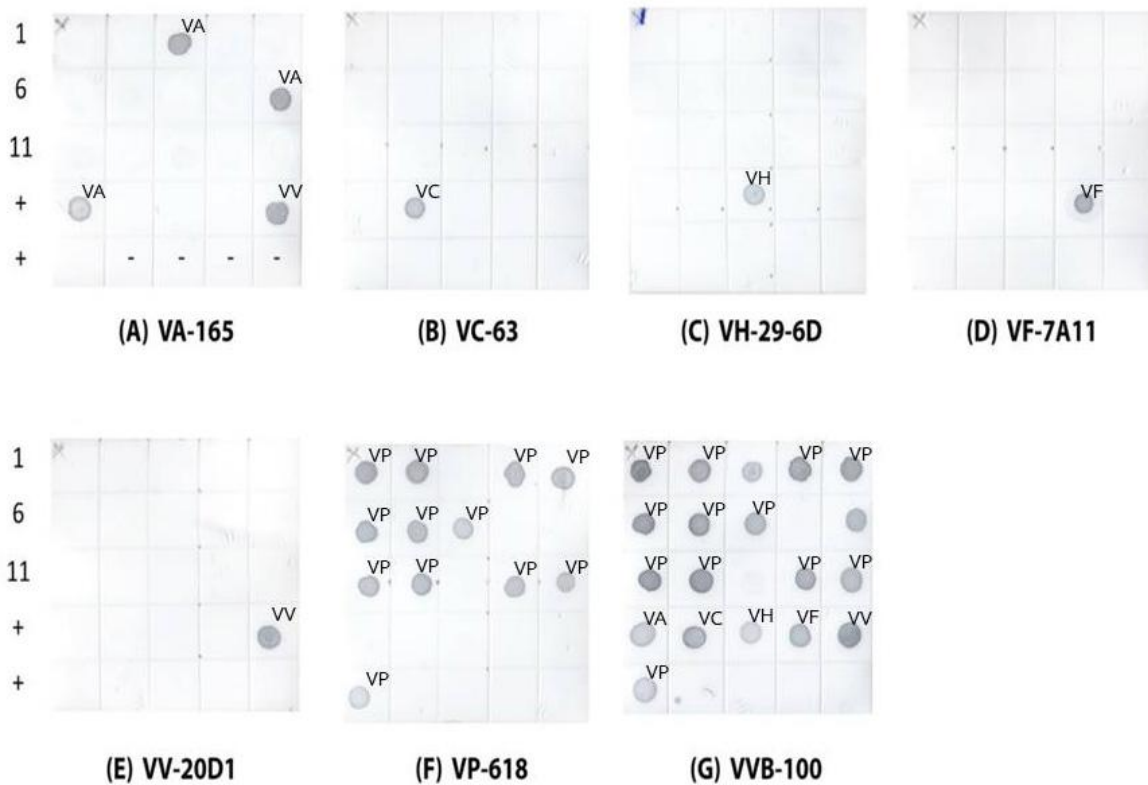 1 VA
6 VA
11
+ VA VV VC VH VF
+ - - - -
(A) VA-165 (B) VC-63 (C) VH-29-6D (D) VF-7A11
1 VP VP VP VP VP VP VP VP
6 VP VP VP VP VP VP
11 VP VP VP VP VP VP VP VP
+ VV VA VC VH VF VV
+ VP VP
(E) VV-20D1 (F) VP-618 (G) VVB-100